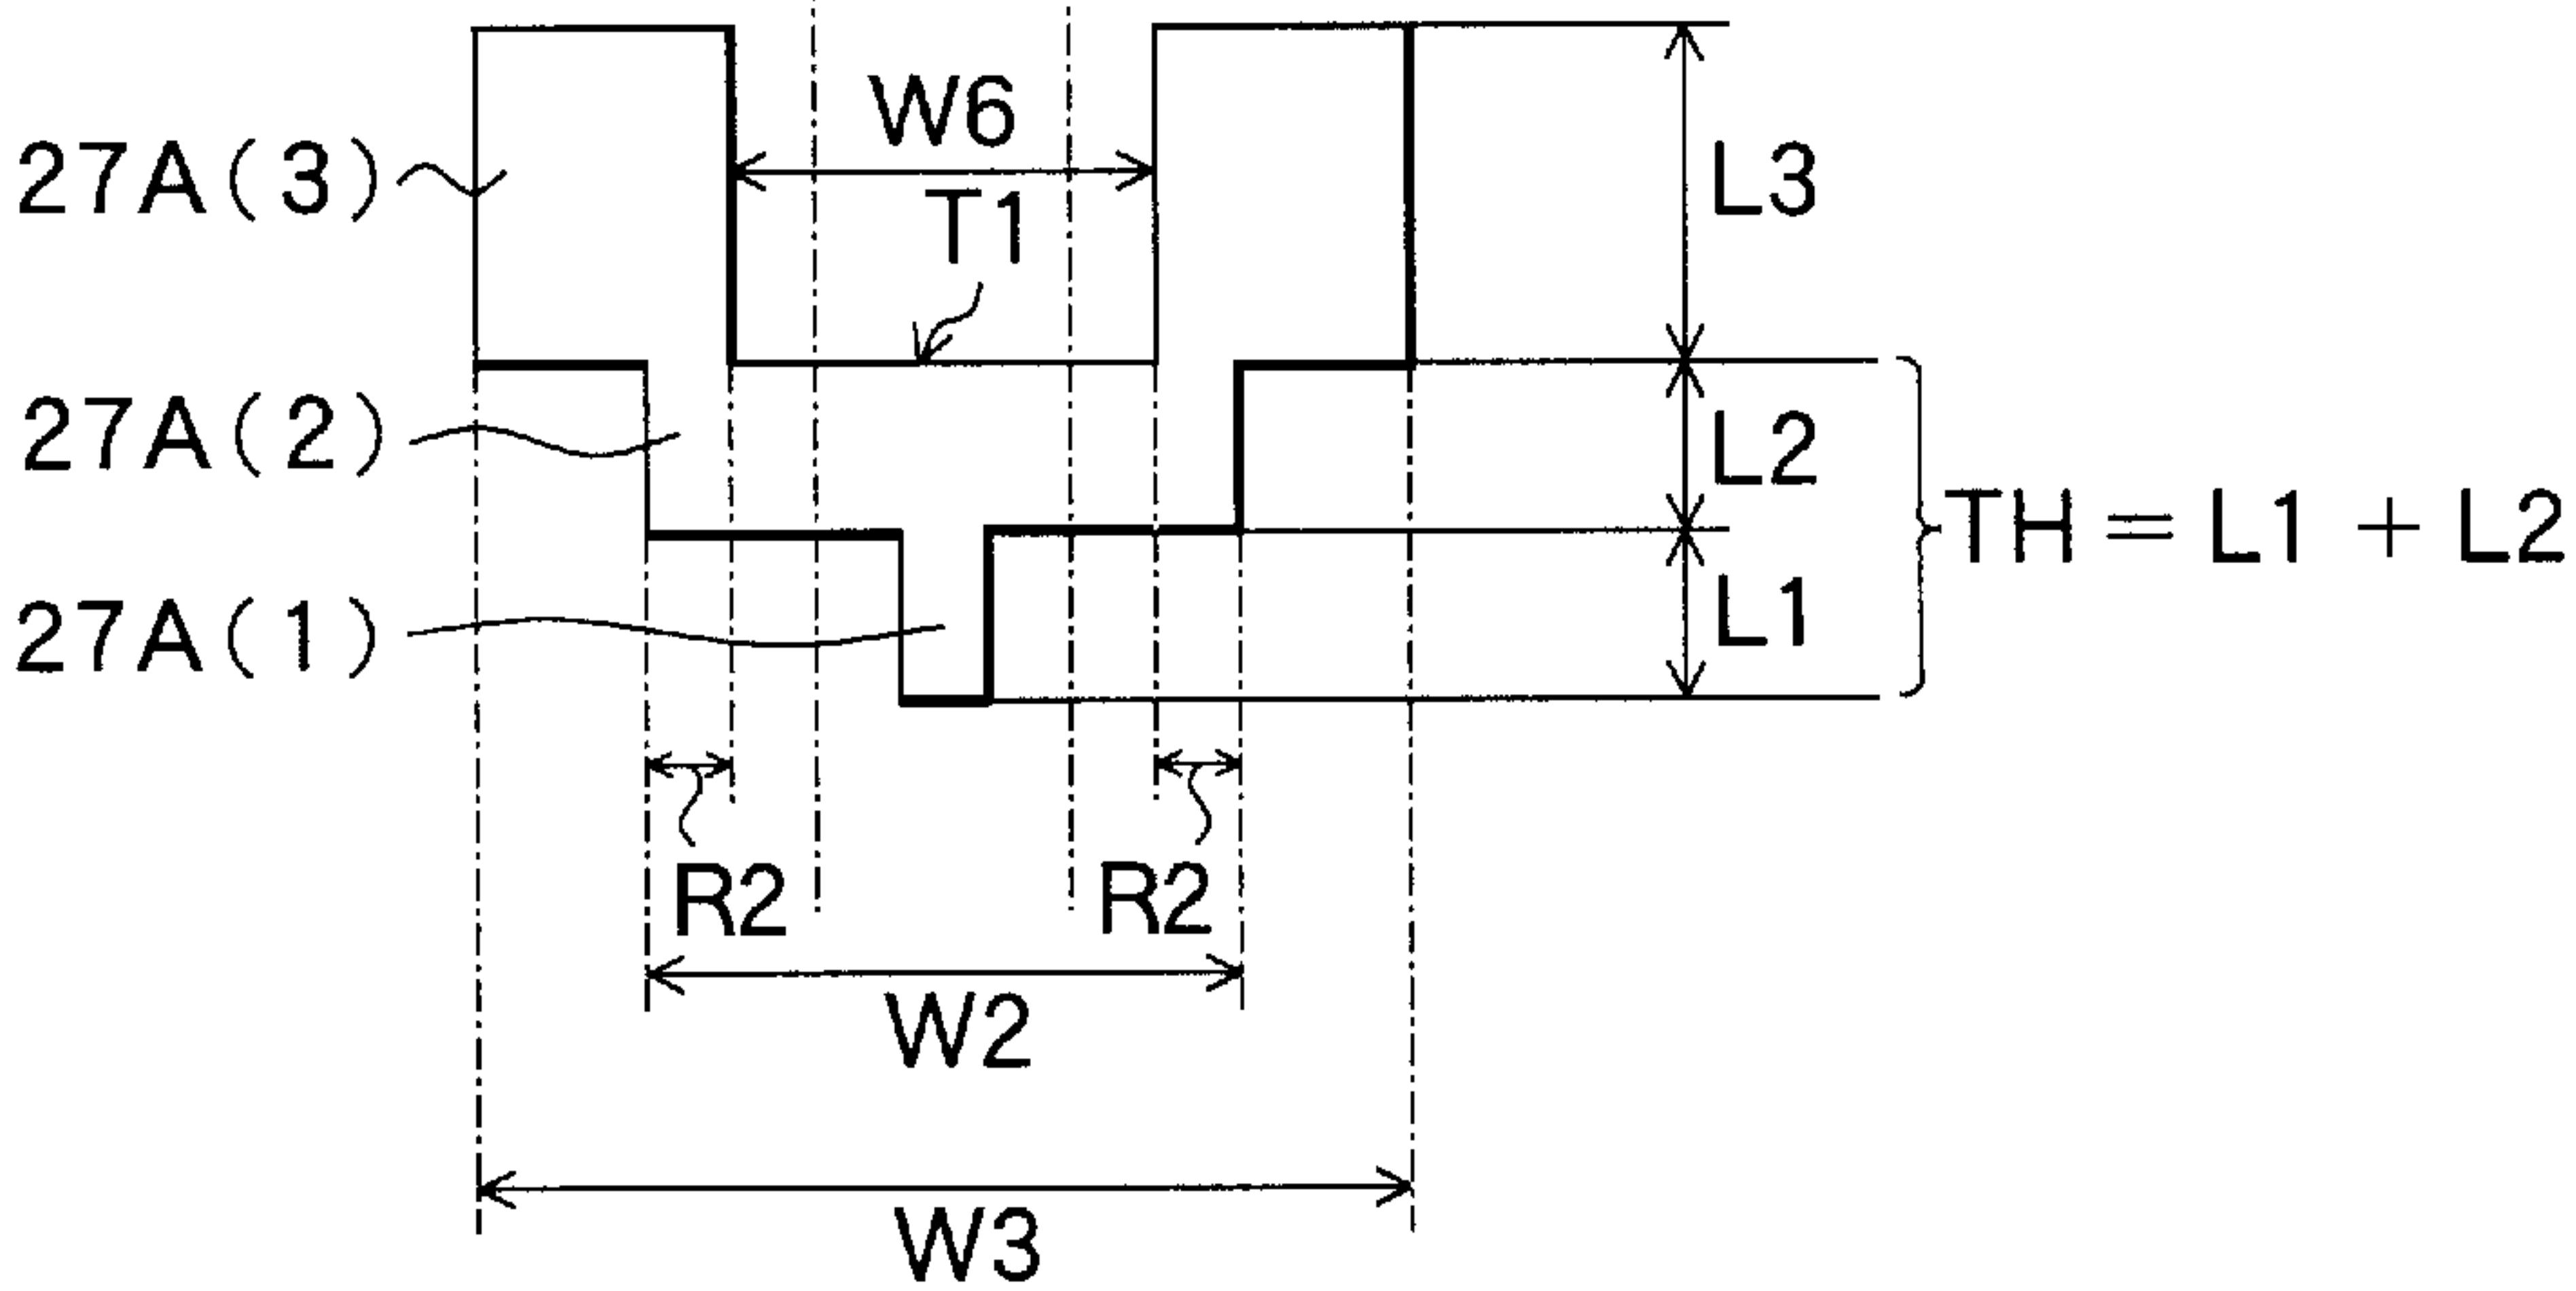 W6
27A(3)
L3
T1
27A(2)
L2
TH = L1 + L2
27A(1)
L1
R2
R2
W2
W3